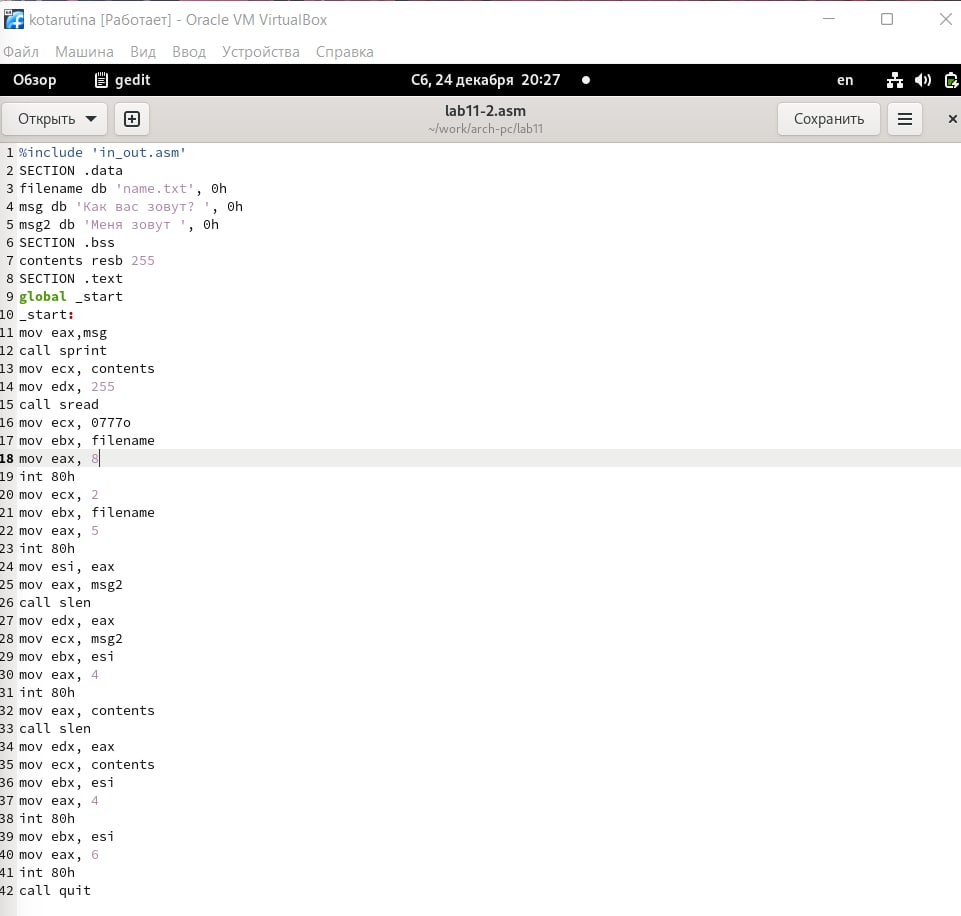 kotarutina [Работает] - Oracle VM VirtualBox
Файл Машина Вид Ввод Устройства Справка
Обзор gedit Сб, 24 декабря 20:27 en
Открыть lab11-2.asm Сохранить
~/work/arch-pc/lab11
1 %include 'in_out.asm'
2 SECTION .data
3 filename db 'name.txt', 0h
4 msg db 'Как вас зовут? ', 0h
5 msg2 db 'Меня зовут ', 0h
6 SECTION .bss
7 contents resb 255
8 SECTION .text
9 global _start
10 _start:
11 mov eax,msg
12 call sprint
13 mov ecx, contents
14 mov edx, 255
15 call sread
16 mov ecx, 0777o
17 mov ebx, filename
18 mov eax, 8
19 int 80h
20 mov ecx, 2
21 mov ebx, filename
22 mov eax, 5
23 int 80h
24 mov esi, eax
25 mov eax, msg2
26 call slen
27 mov edx, eax
28 mov ecx, msg2
29 mov ebx, esi
30 mov eax, 4
31 int 80h
32 mov eax, contents
33 call slen
34 mov edx, eax
35 mov ecx, contents
36 mov ebx, esi
37 mov eax, 4
38 int 80h
39 mov ebx, esi
40 mov eax, 6
41 int 80h
42 call quit